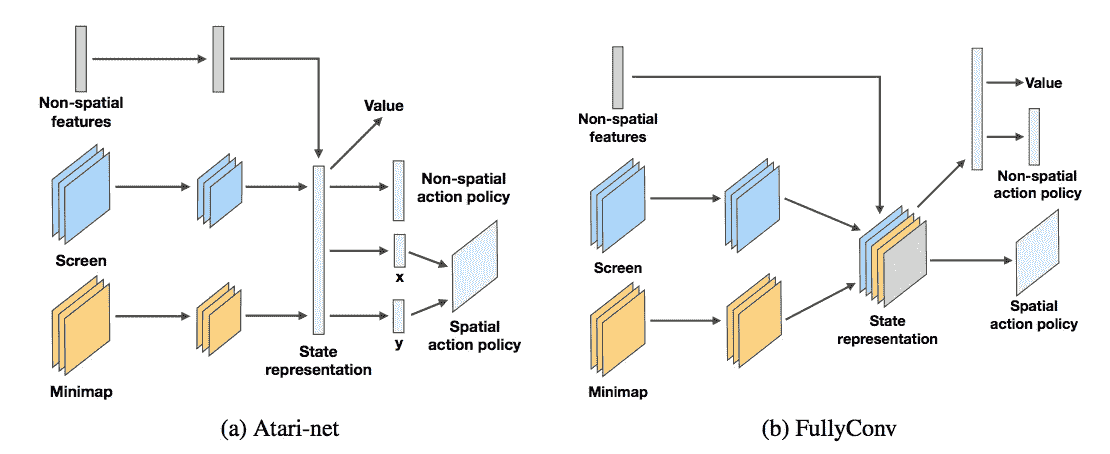 Non-spatial
features
Value
Screen
Non-spatial
action policy
x
y
Spatial
action policy
Minimap
State
representation
(a) Atari-net
Non-spatial
features
Value
Non-spatial
action policy
Screen
Minimap
State
representation
Spatial
action policy
(b) FullyConv